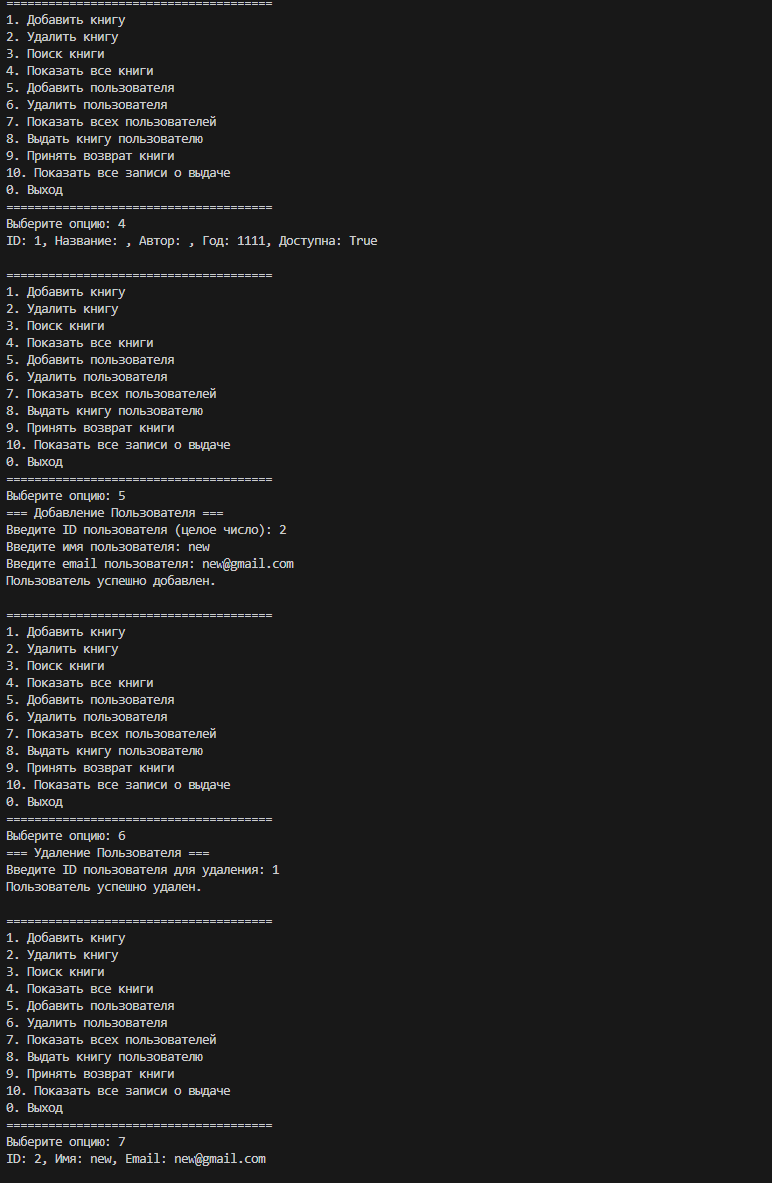 ======================================
1. Добавить книгу
2. Удалить книгу
3. Поиск книги
4. Показать все книги
5. Добавить пользователя
6. Удалить пользователя
7. Показать всех пользователей
8. Выдать книгу пользователю
9. Принять возврат книги
10. Показать все записи о выдаче
0. Выход
======================================
Выберите опцию: 4
ID: 1, Название: , Автор: , Год: 1111, Доступна: True
======================================
1. Добавить книгу
2. Удалить книгу
3. Поиск книги
4. Показать все книги
5. Добавить пользователя
6. Удалить пользователя
7. Показать всех пользователей
8. Выдать книгу пользователю
9. Принять возврат книги
10. Показать все записи о выдаче
0. Выход
======================================
Выберите опцию: 5
=== Добавление Пользователя ===
Введите ID пользователя (целое число): 2
Введите имя пользователя: new
Введите email пользователя: new@gmail.com
Пользователь успешно добавлен.
======================================
1. Добавить книгу
2. Удалить книгу
3. Поиск книги
4. Показать все книги
5. Добавить пользователя
6. Удалить пользователя
7. Показать всех пользователей
8. Выдать книгу пользователю
9. Принять возврат книги
10. Показать все записи о выдаче
0. Выход
======================================
Выберите опцию: 6
=== Удаление Пользователя ===
Введите ID пользователя для удаления: 1
Пользователь успешно удален.
======================================
1. Добавить книгу
2. Удалить книгу
3. Поиск книги
4. Показать все книги
5. Добавить пользователя
6. Удалить пользователя
7. Показать всех пользователей
8. Выдать книгу пользователю
9. Принять возврат книги
10. Показать все записи о выдаче
0. Выход
======================================
Выберите опцию: 7
ID: 2, Имя: new, Email: new@gmail.com